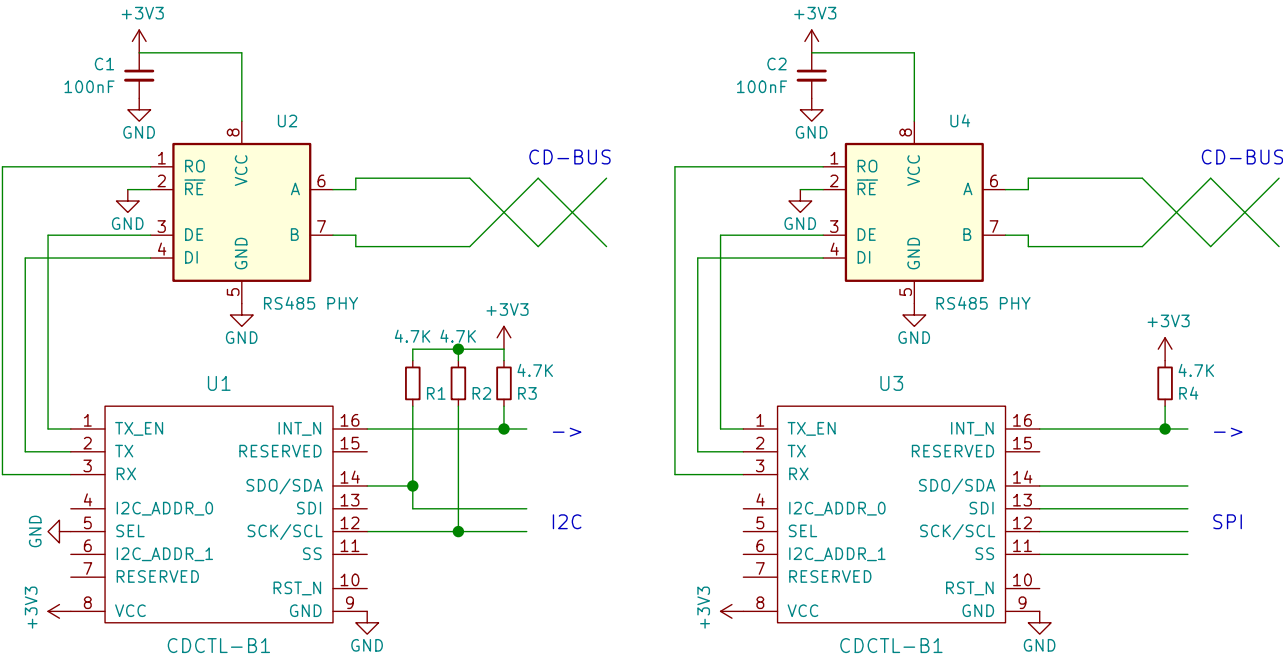 +3V3
C1
100nF
GND
U2
8
VCC
1 RO
2 RE
GND
3 DE
4 DI
A 6
B 7
GND
5
RS485 PHY
GND
CD-BUS
+3V3
4.7K 4.7K
4.7K
R1 R2 R3
U1
1 TX_EN INT_N 16 ->
2 TX RESERVED 15
3 RX SDO/SDA 14
4 I2C_ADDR_0 SDI 13
GND 5 SEL SCK/SCL 12 I2C
6 I2C_ADDR_1 SS 11
7 RESERVED RST_N 10
+3V3 8 VCC GND 9
CDCTL-B1 GND
+3V3
C2
100nF
GND
U4
8
VCC
1 RO
2 RE
GND
3 DE
4 DI
A 6
B 7
GND
5
RS485 PHY
GND
CD-BUS
+3V3
4.7K
R4
U3
1 TX_EN INT_N 16 ->
2 TX RESERVED 15
3 RX SDO/SDA 14
4 I2C_ADDR_0 SDI 13
5 SEL SCK/SCL 12 SPI
6 I2C_ADDR_1 SS 11
7 RESERVED RST_N 10
+3V3 8 VCC GND 9
CDCTL-B1 GND